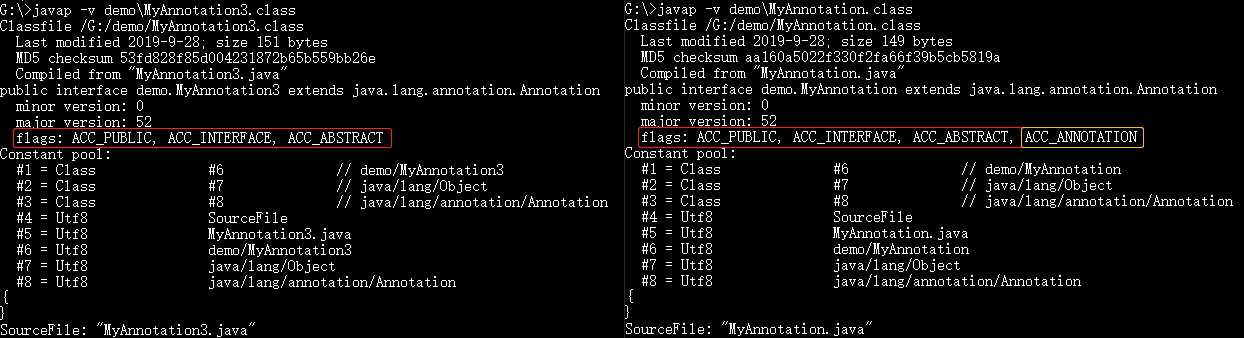 G:\>javap -v demo\MyAnnotation3.class
Classfile /G:/demo/MyAnnotation3.class
  Last modified 2019-9-28; size 151 bytes
  MD5 checksum 53fd828f85d004231872b65b559bb26e
  Compiled from "MyAnnotation3.java"
public interface demo.MyAnnotation3 extends java.lang.annotation.Annotation
  minor version: 0
  major version: 52
  flags: ACC_PUBLIC, ACC_INTERFACE, ACC_ABSTRACT
Constant pool:
  #1 = Class              #6             // demo/MyAnnotation3
  #2 = Class              #7             // java/lang/Object
  #3 = Class              #8             // java/lang/annotation/Annotation
  #4 = Utf8               SourceFile
  #5 = Utf8               MyAnnotation3.java
  #6 = Utf8               demo/MyAnnotation3
  #7 = Utf8               java/lang/Object
  #8 = Utf8               java/lang/annotation/Annotation
{
}
SourceFile: "MyAnnotation3.java"
G:\>javap -v demo\MyAnnotation.class
Classfile /G:/demo/MyAnnotation.class
  Last modified 2019-9-28; size 149 bytes
  MD5 checksum aa160a5022f330f2fa66f39b5cb5819a
  Compiled from "MyAnnotation.java"
public interface demo.MyAnnotation extends java.lang.annotation.Annotation
  minor version: 0
  major version: 52
  flags: ACC_PUBLIC, ACC_INTERFACE, ACC_ABSTRACT, ACC_ANNOTATION
Constant pool:
  #1 = Class              #6             // demo/MyAnnotation
  #2 = Class              #7             // java/lang/Object
  #3 = Class              #8             // java/lang/annotation/Annotation
  #4 = Utf8               SourceFile
  #5 = Utf8               MyAnnotation.java
  #6 = Utf8               demo/MyAnnotation
  #7 = Utf8               java/lang/Object
  #8 = Utf8               java/lang/annotation/Annotation
{
}
SourceFile: "MyAnnotation.java"